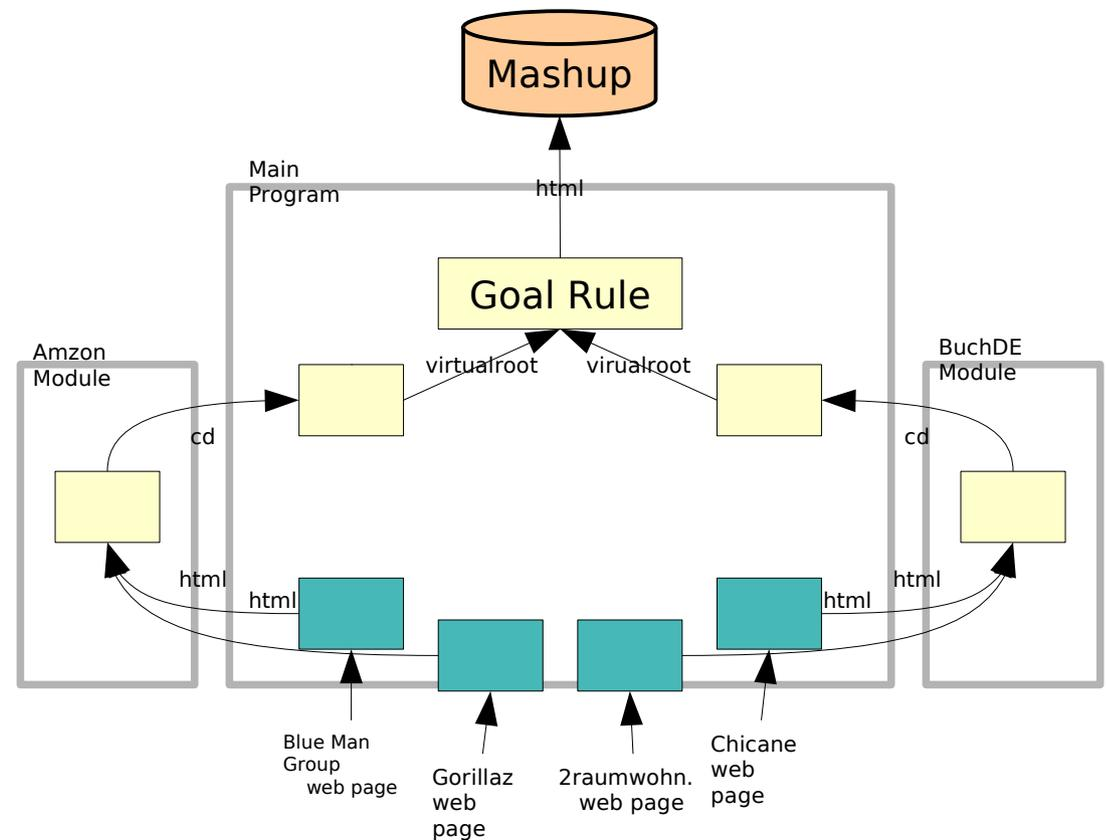 Mashup
Main
Program
html
Goal Rule
Amzon
Module
BuchDE
Module
virtualroot
virualroot
cd
cd
html
html
html
html
Blue Man
Group
web page
Gorillaz
web
page
2raumwohn.
web page
Chicane
web
page